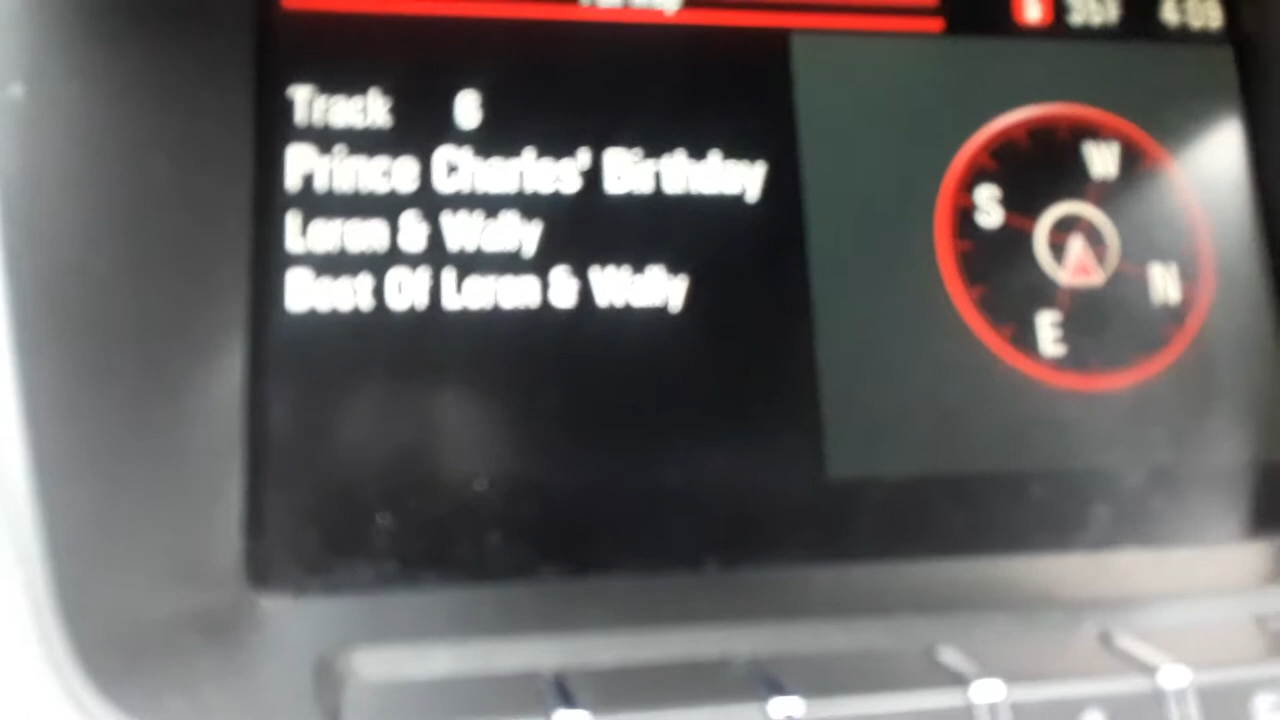 Track 6
Prince Charles' Birthday
Loren & Wally
Best Of Loren & Wally
W
S
N
E